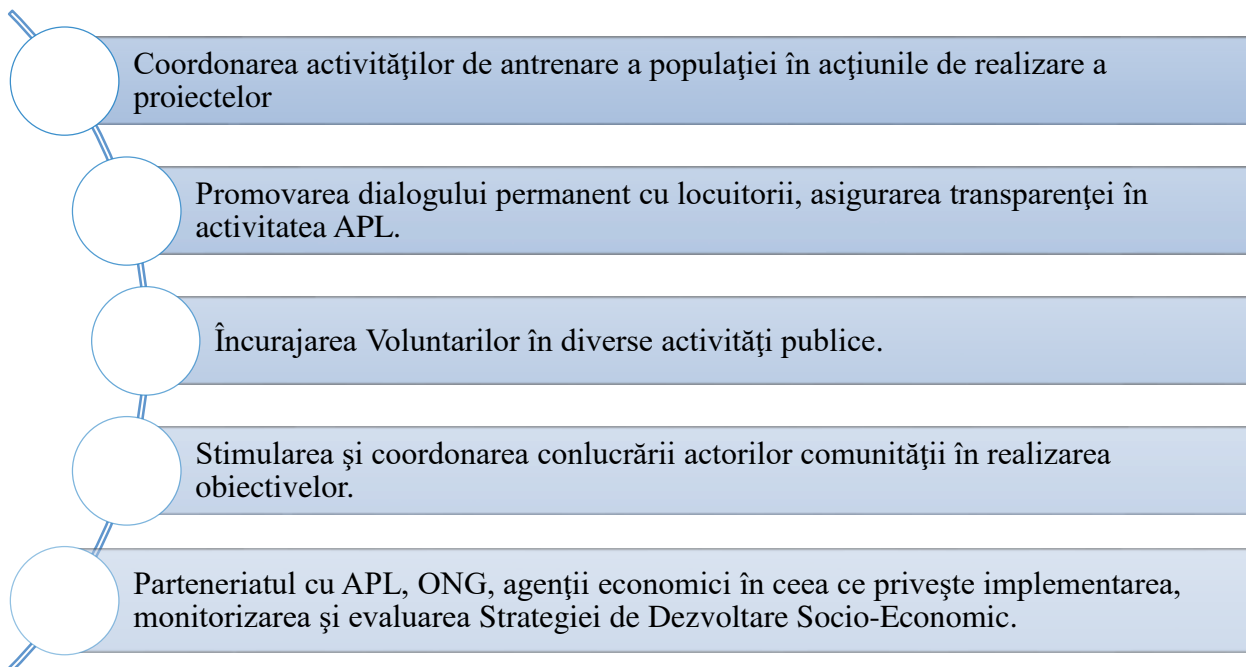 Coordonarea activităţilor de antrenare a populaţiei în acţiunile de realizare a
proiectelor
Promovarea dialogului permanent cu locuitorii, asigurarea transparenţei în
activitatea APL.
Încurajarea Voluntarilor în diverse activităţi publice.
Stimularea şi coordonarea conlucrării actorilor comunităţii în realizarea
obiectivelor.
Parteneriatul cu APL, ONG, agenţii economici în ceea ce priveşte implementarea,
monitorizarea şi evaluarea Strategiei de Dezvoltare Socio-Economic.